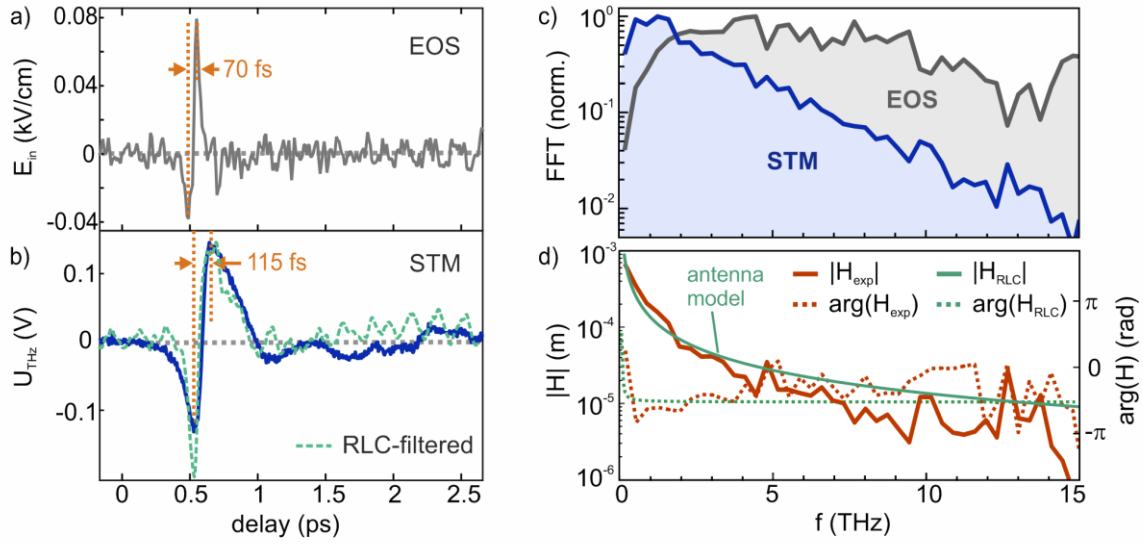 a)
E_in (kV/cm)
0.08
0.04
0
-0.04
EOS
70 fs
b)
U_THz (V)
0.1
0
-0.1
STM
115 fs
RLC-filtered
0 0.5 1 1.5 2 2.5
delay (ps)
c)
FFT (norm.)
10^0
10^-1
10^-2
EOS
STM
d)
|H| (m)
10^-3
10^-4
10^-5
10^-6
antenna
model
|H_exp| |H_RLC|
arg(H_exp) arg(H_RLC)
π
0
-π
arg(H) (rad)
0 5 10 15
f (THz)